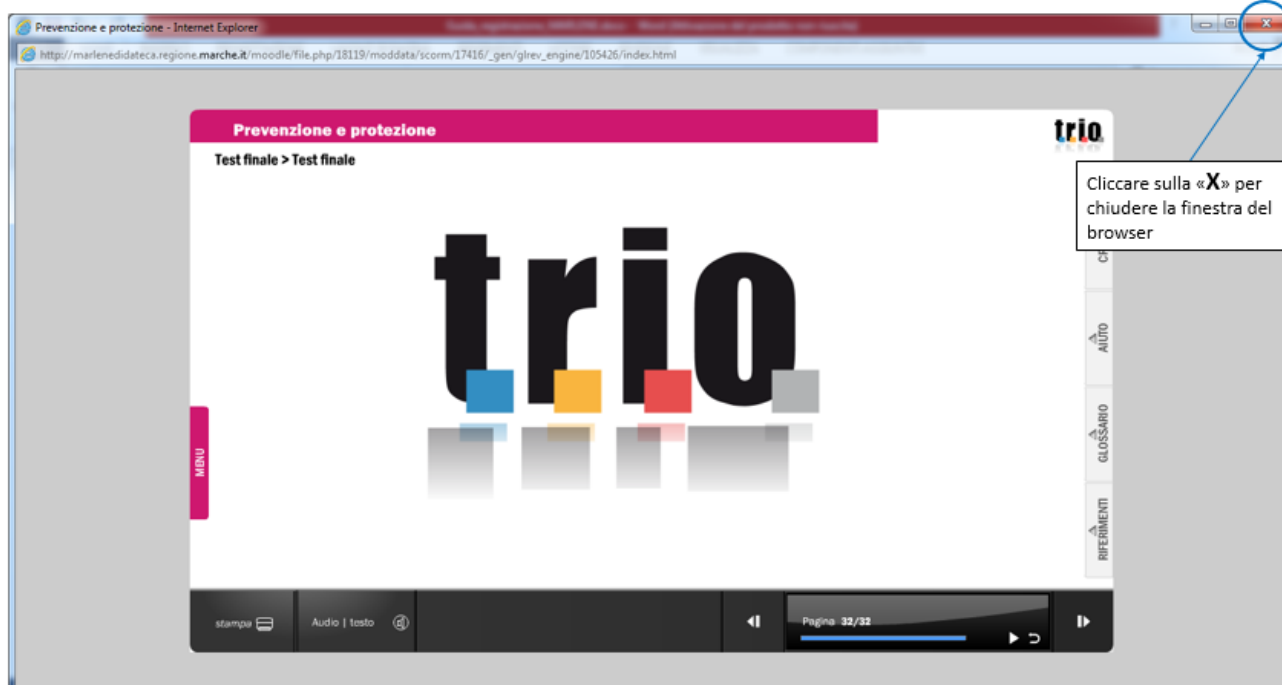 Prevenzione e protezione - Internet Explorer
http://marlenedidateca.regione.marche.it/moodle/file.php/18119/moddata/scorm/17416/_gen/glrev_engine/105426/index.html
Prevenzione e protezione
trio
Test finale > Test finale
Cliccare sulla «X» per
chiudere la finestra del
browser
trio
AIUTO
GLOSSARIO
RIFERIMENTI
MENU
stampa
Audio | testo
Pagina 32/32